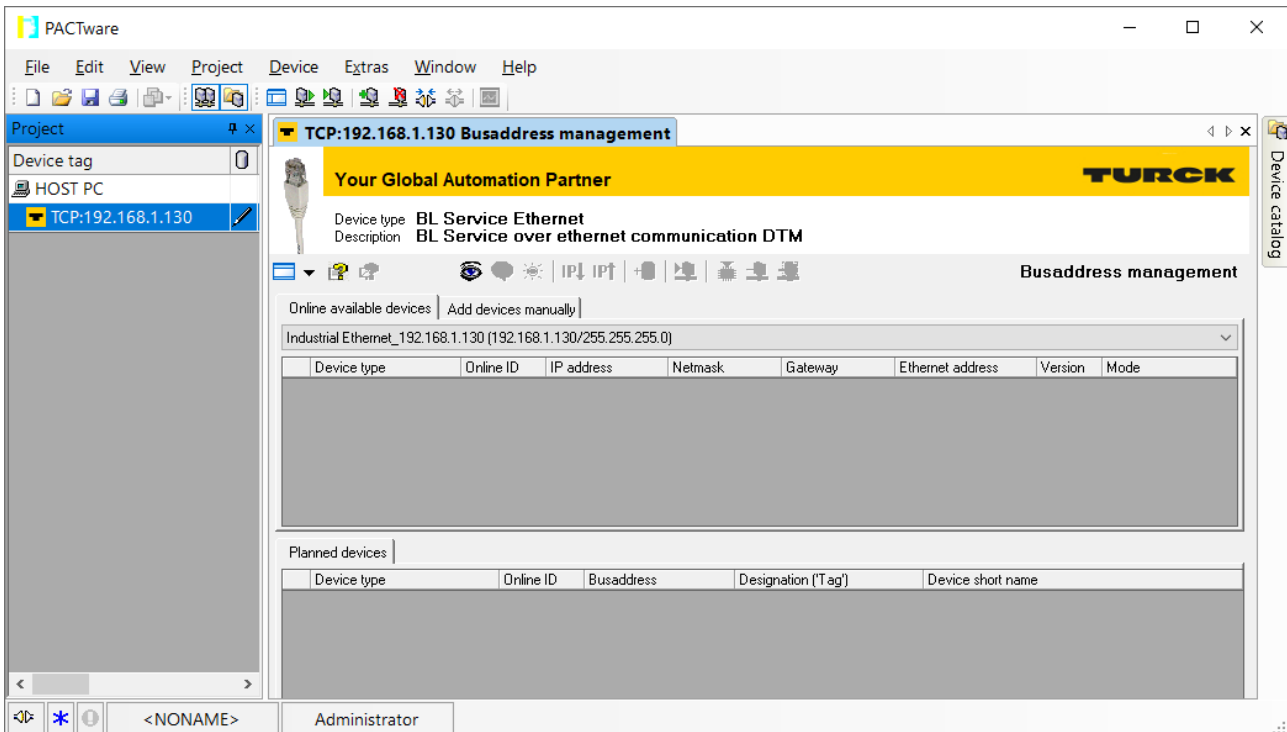 PACTware
File Edit View Project Device Extras Window Help
Project
TCP:192.168.1.130 Busaddress management
Device tag
HOST PC
TCP:192.168.1.130
Your Global Automation Partner
TURCK
Device type BL Service Ethernet
Description BL Service over ethernet communication DTM
IP IP
Busaddress management
Online available devices Add devices manually
Industrial Ethernet_192.168.1.130 (192.168.1.130/255.255.255.0)
Device type Online ID IP address Netmask Gateway Ethernet address Version Mode
Planned devices
Device type Online ID Busaddress Designation ('Tag') Device short name
Device catalog
<NONAME> Administrator